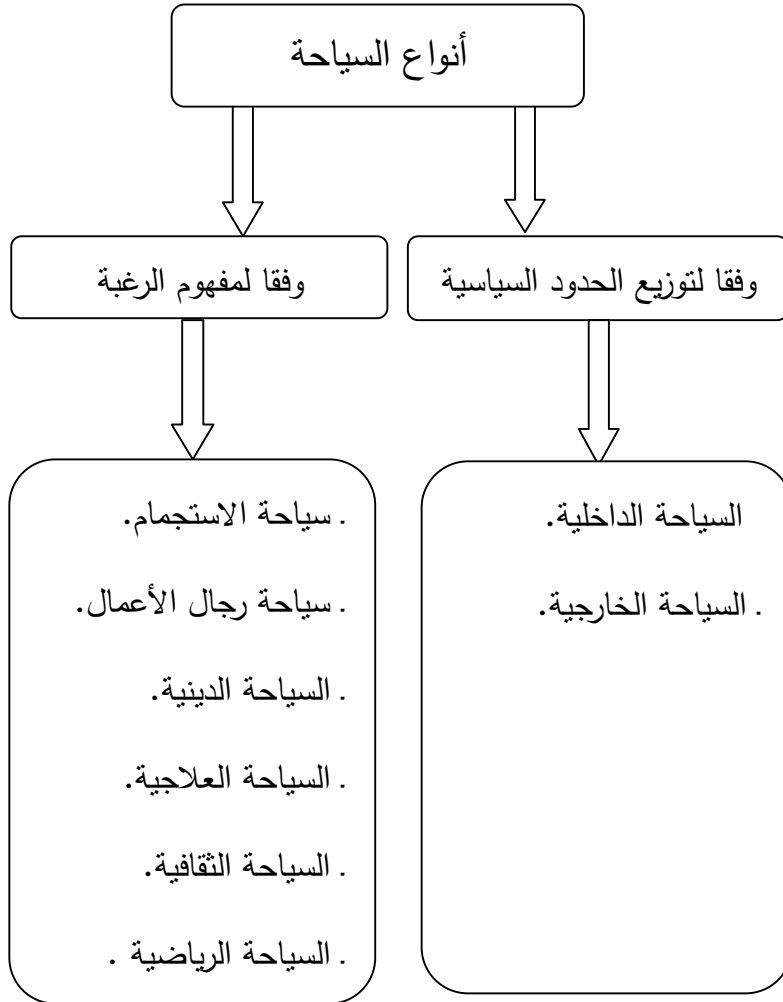 أنواع السياحة
وفقا لتوزيع الحدود السياسية
السياحة الداخلية.
. السياحة الخارجية.
وفقا لمفهوم الرغبة
. سياحة الاستجمام.
. سياحة رجال الأعمال.
. السياحة الدينية.
. السياحة العلاجية.
. السياحة الثقافية.
. السياحة الرياضية .